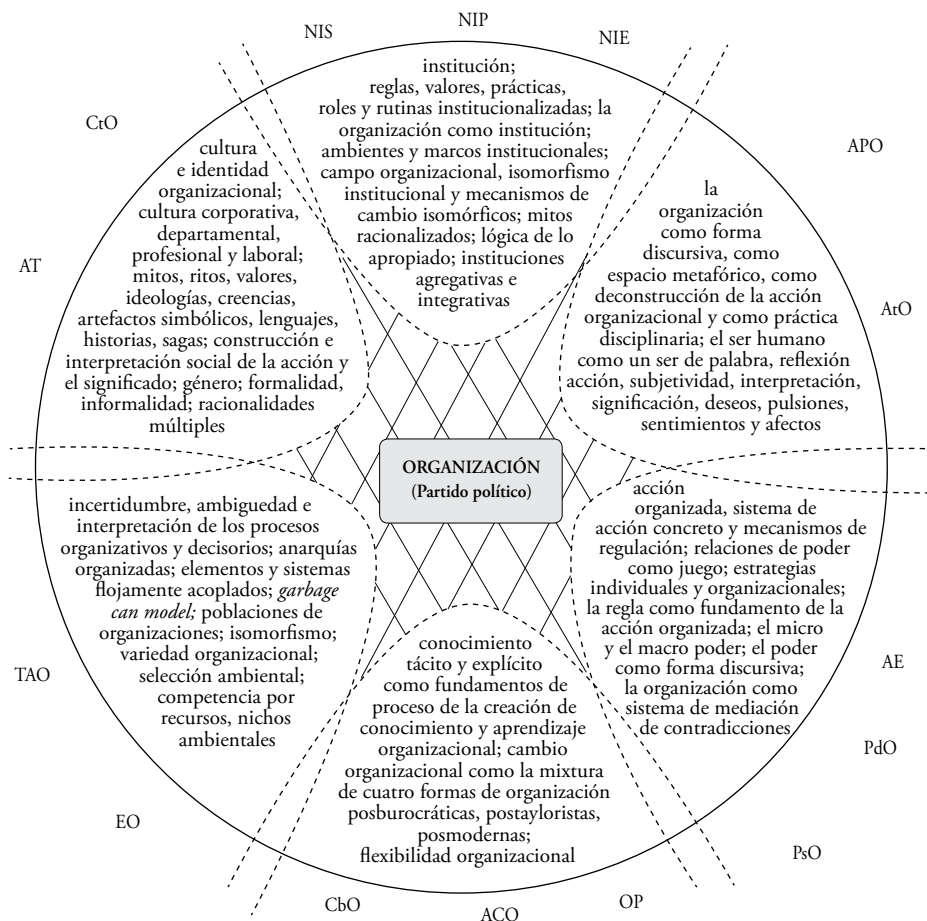 NIS
NIP
NIE
institución;
reglas, valores, prácticas,
roles y rutinas institucionalizadas; la
organización como institución;
ambientes y marcos institucionales;
campo organizacional, isomorfismo
institucional y mecanismos de
cambio isomórficos; mitos
racionalizados; lógica de lo
apropiado; instituciones
agregativas e
integrativas
CtO
cultura
e identidad
organizacional;
cultura corporativa,
departamental,
profesional y laboral;
mitos, ritos, valores,
ideologías, creencias,
artefactos simbólicos, lenguajes,
historias, sagas; construcción e
interpretación social de la acción y
el significado; género; formalidad,
informalidad; racionalidades
múltiples
AT
APO
la
organización
como forma
discursiva, como
espacio metafórico, como
deconstrucción de la acción
organizacional y como práctica
disciplinaria; el ser humano
como un ser de palabra, reflexión
acción, subjetividad, interpretación,
significación, deseos, pulsiones,
sentimientos y afectos
AtO
ORGANIZACIÓN
(Partido político)
incertidumbre, ambiguedad e
interpretación de los procesos
organizativos y decisorios; anarquías
organizadas; elementos y sistemas
flojamente acoplados; garbage
can model; poblaciones de
organizaciones; isomorfismo;
variedad organizacional;
selección ambiental;
competencia por
recursos, nichos
ambientales
TAO
EO
acción
organizada, sistema de
acción concreto y mecanismos de
regulación; relaciones de poder
como juego; estrategias
individuales y organizacionales;
la regla como fundamento de la
acción organizada; el micro
y el macro poder; el poder
como forma discursiva;
la organización como
sistema de mediación
de contradicciones
AE
PdO
PsO
conocimiento
tácito y explícito
como fundamentos de
proceso de la creación de
conocimiento y aprendizaje
organizacional; cambio
organizacional como la mixtura
de cuatro formas de organización
posburocráticas, postayloristas,
posmodernas;
flexibilidad organizacional
CbO
ACO
OP